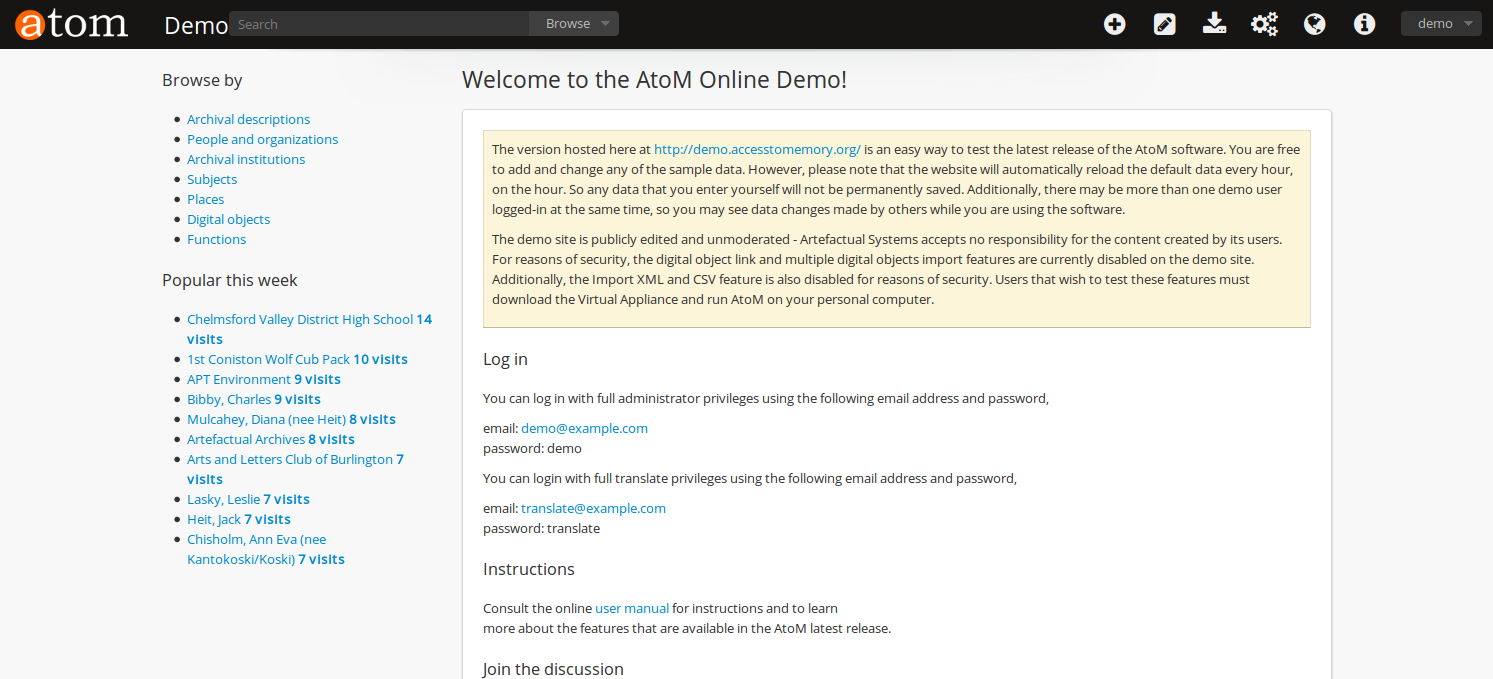 atom
Demo
Search
Browse
demo
Browse by
Archival descriptions
People and organizations
Archival institutions
Subjects
Places
Digital objects
Functions
Popular this week
Chelmsford Valley District High School 14
visits
1st Coniston Wolf Cub Pack 10 visits
APT Environment 9 visits
Bibby, Charles 9 visits
Mulcahey, Diana (nee Heit) 8 visits
Artefactual Archives 8 visits
Arts and Letters Club of Burlington 7
visits
Lasky, Leslie 7 visits
Heit, Jack 7 visits
Chisholm, Ann Eva (nee
Kantokoski/Koski) 7 visits
Welcome to the AtoM Online Demo!
The version hosted here at http://demo.accesstomemory.org/ is an easy way to test the latest release of the AtoM software. You are free
to add and change any of the sample data. However, please note that the website will automatically reload the default data every hour,
on the hour. So any data that you enter yourself will not be permanently saved. Additionally, there may be more than one demo user
logged-in at the same time, so you may see data changes made by others while you are using the software.
The demo site is publicly edited and unmoderated - Artefactual Systems accepts no responsibility for the content created by its users.
For reasons of security, the digital object link and multiple digital objects import features are currently disabled on the demo site.
Additionally, the Import XML and CSV feature is also disabled for reasons of security. Users that wish to test these features must
download the Virtual Appliance and run AtoM on your personal computer.
Log in
You can log in with full administrator privileges using the following email address and password,
email: demo@example.com
password: demo
You can login with full translate privileges using the following email address and password,
email: translate@example.com
password: translate
Instructions
Consult the online user manual for instructions and to learn
more about the features that are available in the AtoM latest release.
Join the discussion